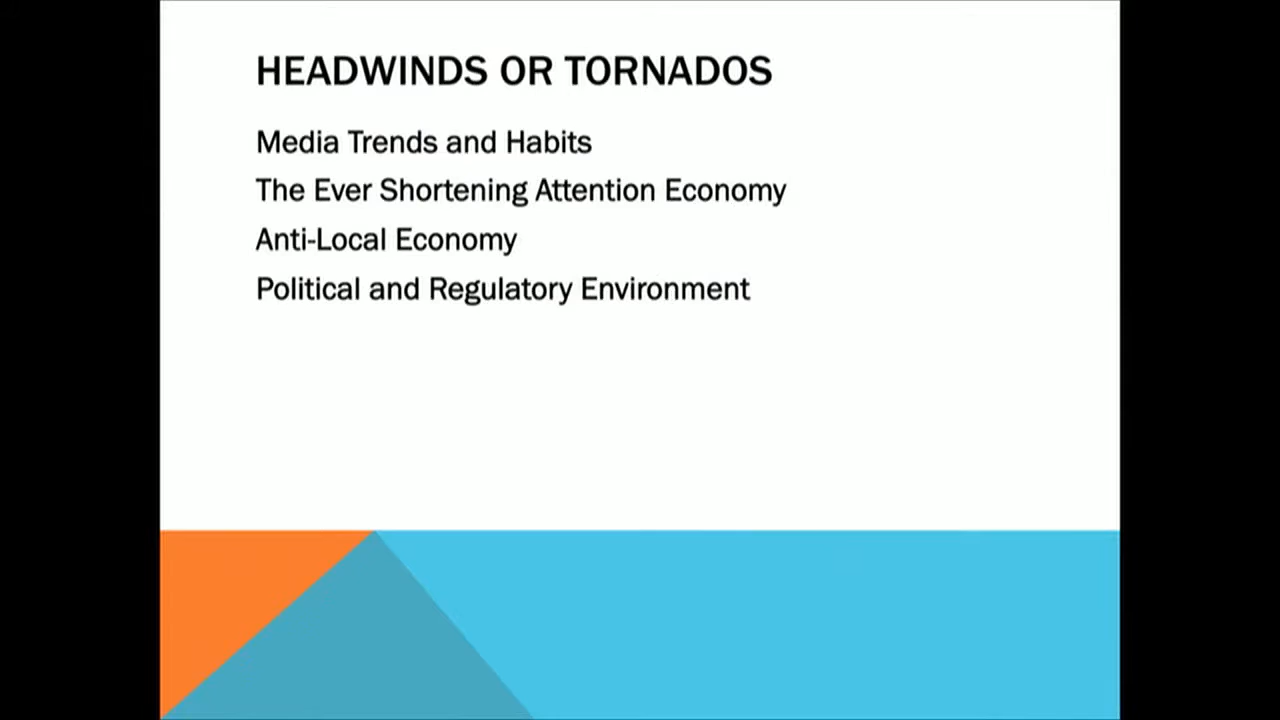 HEADWINDS OR TORNADOS
Media Trends and Habits
The Ever Shortening Attention Economy
Anti-Local Economy
Political and Regulatory Environment